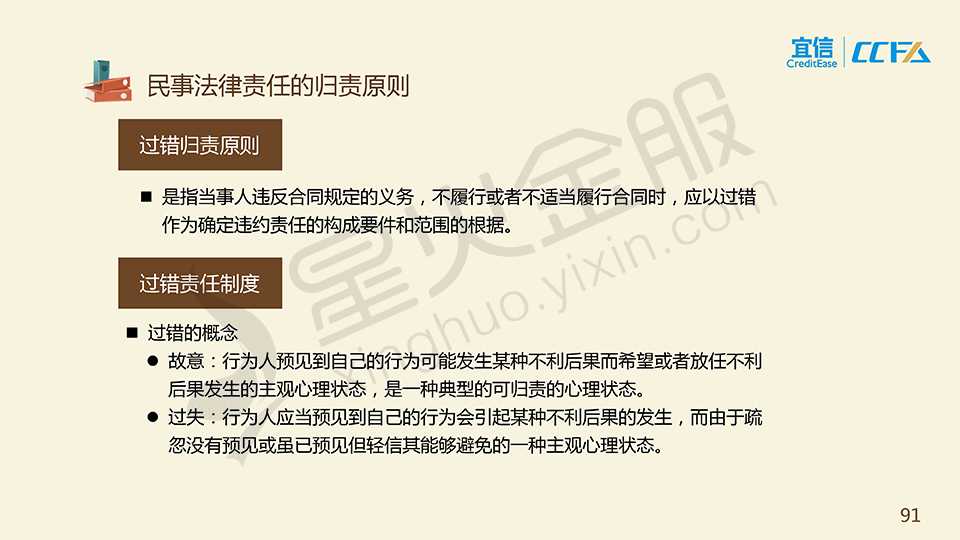 宜信
CreditEase
CCFA
民事法律责任的归责原则
过错归责原则
■ 是指当事人违反合同规定的义务，不履行或者不适当履行合同时，应以过错
作为确定违约责任的构成要件和范围的根据。
过错责任制度
■ 过错的概念
● 故意：行为人预见到自己的行为可能发生某种不利后果而希望或者放任不利
后果发生的主观心理状态，是一种典型的可归责的心理状态。
● 过失：行为人应当预见到自己的行为会引起某种不利后果的发生，而由于疏
忽没有预见或虽已预见但轻信其能够避免的一种主观心理状态。
星火金服
xinghuo.yixin.com
91